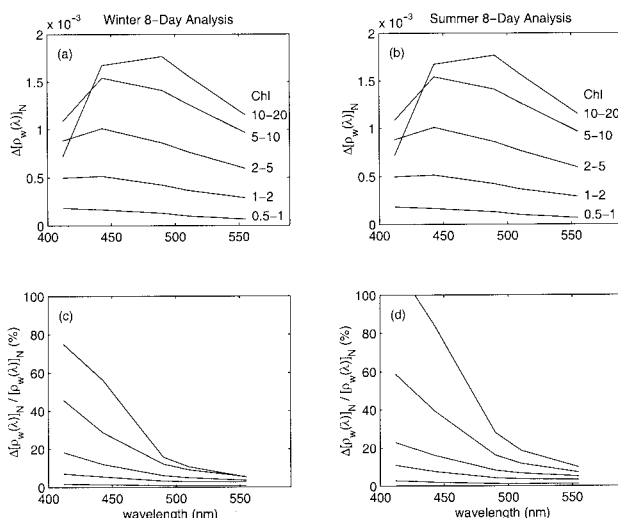 Winter 8-Day Analysis
x 10⁻³
(a)
Δ[ρw(λ)]N
2
1.5
1
0.5
0
Chl
10-20
5-10
2-5
1-2
0.5-1
400 450 500 550
Summer 8-Day Analysis
x 10⁻³
(b)
Δ[ρw(λ)]N
2
1.5
1
0.5
0
Chl
10-20
5-10
2-5
1-2
0.5-1
400 450 500 550
(c)
Δ[ρw(λ)]N / [ρw(λ)]N (%)
100
80
60
40
20
0
400 450 500 550
wavelength (nm)
(d)
Δ[ρw(λ)]N / [ρw(λ)]N (%)
100
80
60
40
20
0
400 450 500 550
wavelength (nm)